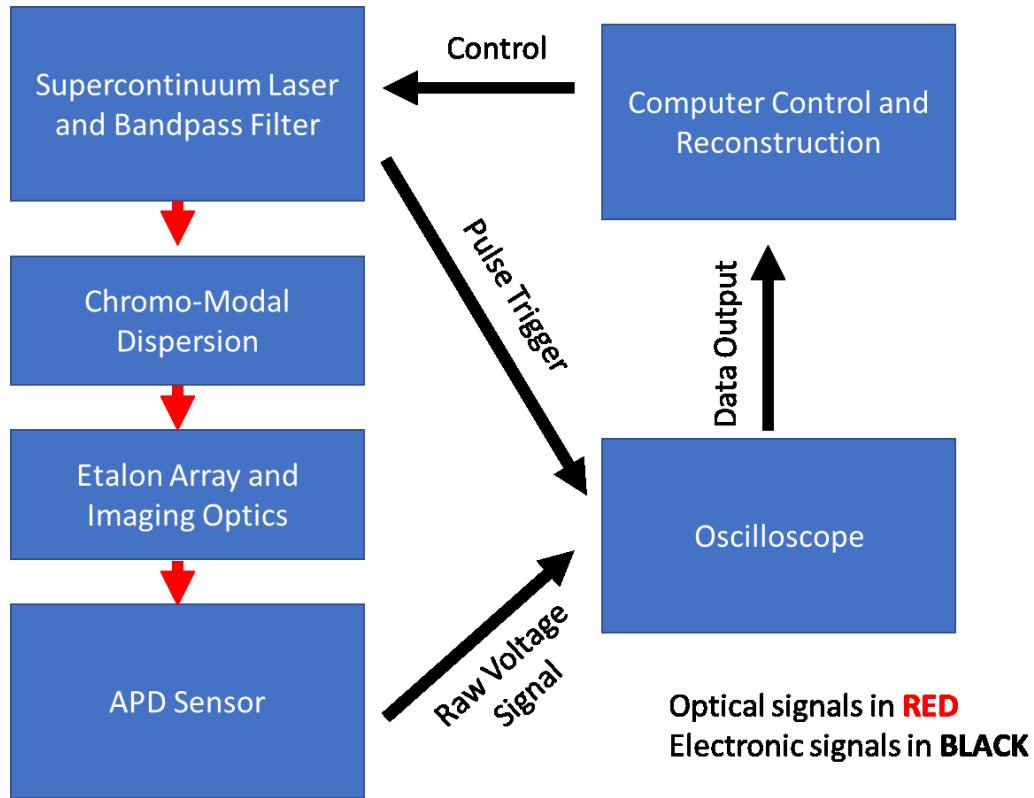 Control
Supercontinuum Laser
and Bandpass Filter
Computer Control and
Reconstruction
Pulse Trigger
Chromo-Modal
Dispersion
Data Output
Etalon Array and
Imaging Optics
Oscilloscope
APD Sensor
Raw Voltage
Signal
Optical signals in RED
Electronic signals in BLACK